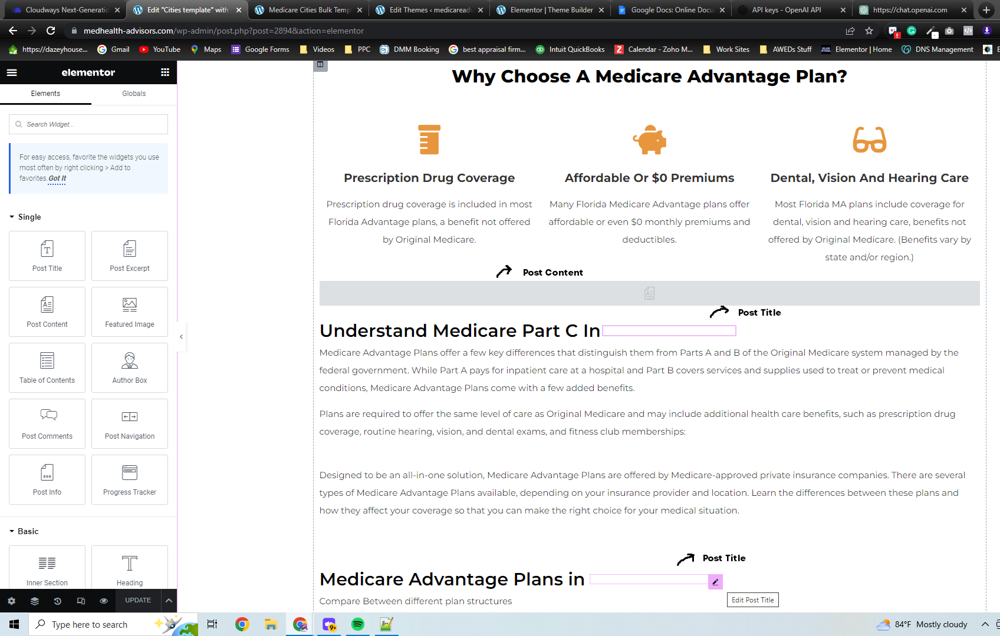 Cloudways Next-Generatio
Edit "Cities template" with
Medicare Cities Bulk Temp
Edit Themes ‹ medicareadv
Elementor | Theme Builder
Google Docs: Online Docu
API keys - OpenAI API
https://chat.openai.com
medhealth-advisors.com/wp-admin/post.php?post=2894&action=elementor
https://dazeyhouse...
Gmail
YouTube
Maps
Google Forms
Videos
PPC
DMM Booking
best appraisal firm...
Intuit QuickBooks
Calendar - Zoho M...
Work Sites
AWEDs Stuff
Elementor | Home
DNS Management
elementor
Elements
Globals
Search Widget...
For easy access, favorite the widgets you use
most often by right clicking > Add to
favorites. Got It
Single
Post Title
Post Excerpt
Post Content
Featured Image
Table of Contents
Author Box
Post Comments
Post Navigation
Post Info
Progress Tracker
Basic
Inner Section
Heading
UPDATE
Why Choose A Medicare Advantage Plan?
Prescription Drug Coverage
Prescription drug coverage is included in most
Florida Advantage plans, a benefit not offered
by Original Medicare.
Affordable Or $0 Premiums
Many Florida Medicare Advantage plans offer
affordable or even $0 monthly premiums and
deductibles.
Dental, Vision And Hearing Care
Most Florida MA plans include coverage for
dental, vision and hearing care, benefits not
offered by Original Medicare. (Benefits vary by
state and/or region.)
Post Content
Post Title
Understand Medicare Part C In
Medicare Advantage Plans offer a few key differences that distinguish them from Parts A and B of the Original Medicare system managed by the
federal government. While Part A pays for inpatient care at a hospital and Part B covers services and supplies used to treat or prevent medical
conditions, Medicare Advantage Plans come with a few added benefits.
Plans are required to offer the same level of care as Original Medicare and may include additional health care benefits, such as prescription drug
coverage, routine hearing, vision, and dental exams, and fitness club memberships:
Designed to be an all-in-one solution, Medicare Advantage Plans are offered by Medicare-approved private insurance companies. There are several
types of Medicare Advantage Plans available, depending on your insurance provider and location. Learn the differences between these plans and
how they affect your coverage so that you can make the right choice for your medical situation.
Post Title
Medicare Advantage Plans in
Edit Post Title
Compare Between different plan structures
Type here to search
9+
84°F Mostly cloudy